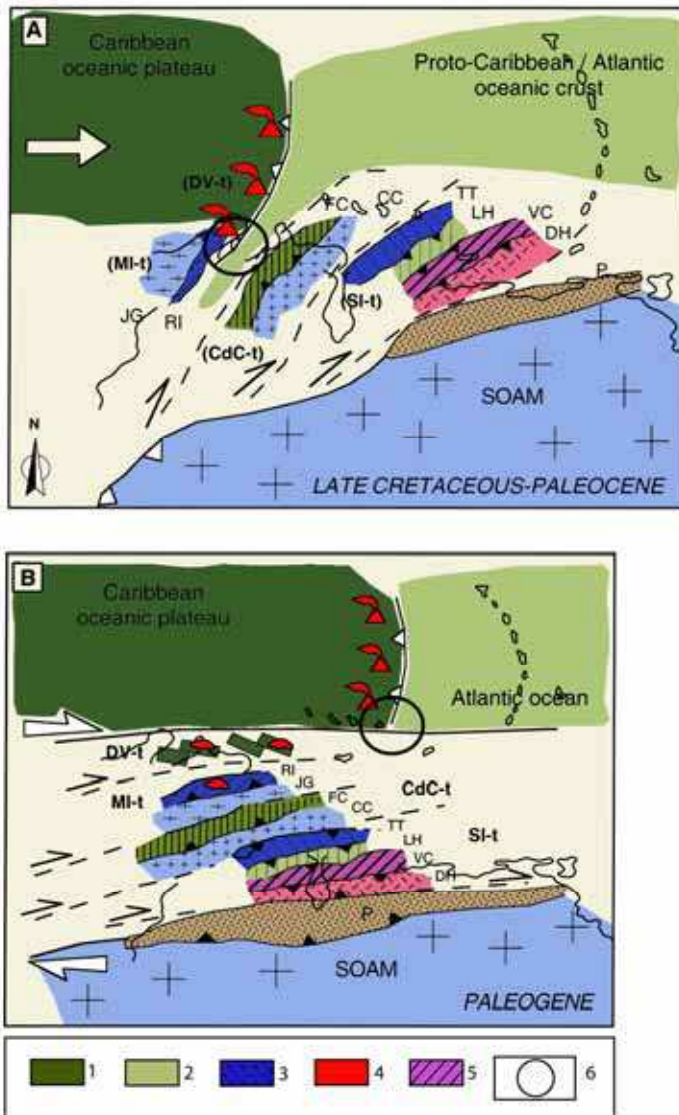 A
Caribbean
oceanic plateau
Proto-Caribbean / Atlantic
oceanic crust
(DV-t)
FC
CC
TT
LH
VC
DH
(MI-t)
(SI-t)
P
JG
RI
(CdC-t)
SOAM
N
LATE CRETACEOUS-PALEOCENE
B
Caribbean
oceanic plateau
Atlantic ocean
DV-t
RI
MI-t
JG
CdC-t
FC
CC
TT
SI-t
LH
VC
DH
P
SOAM
PALEOGENE
1
2
3
4
5
6